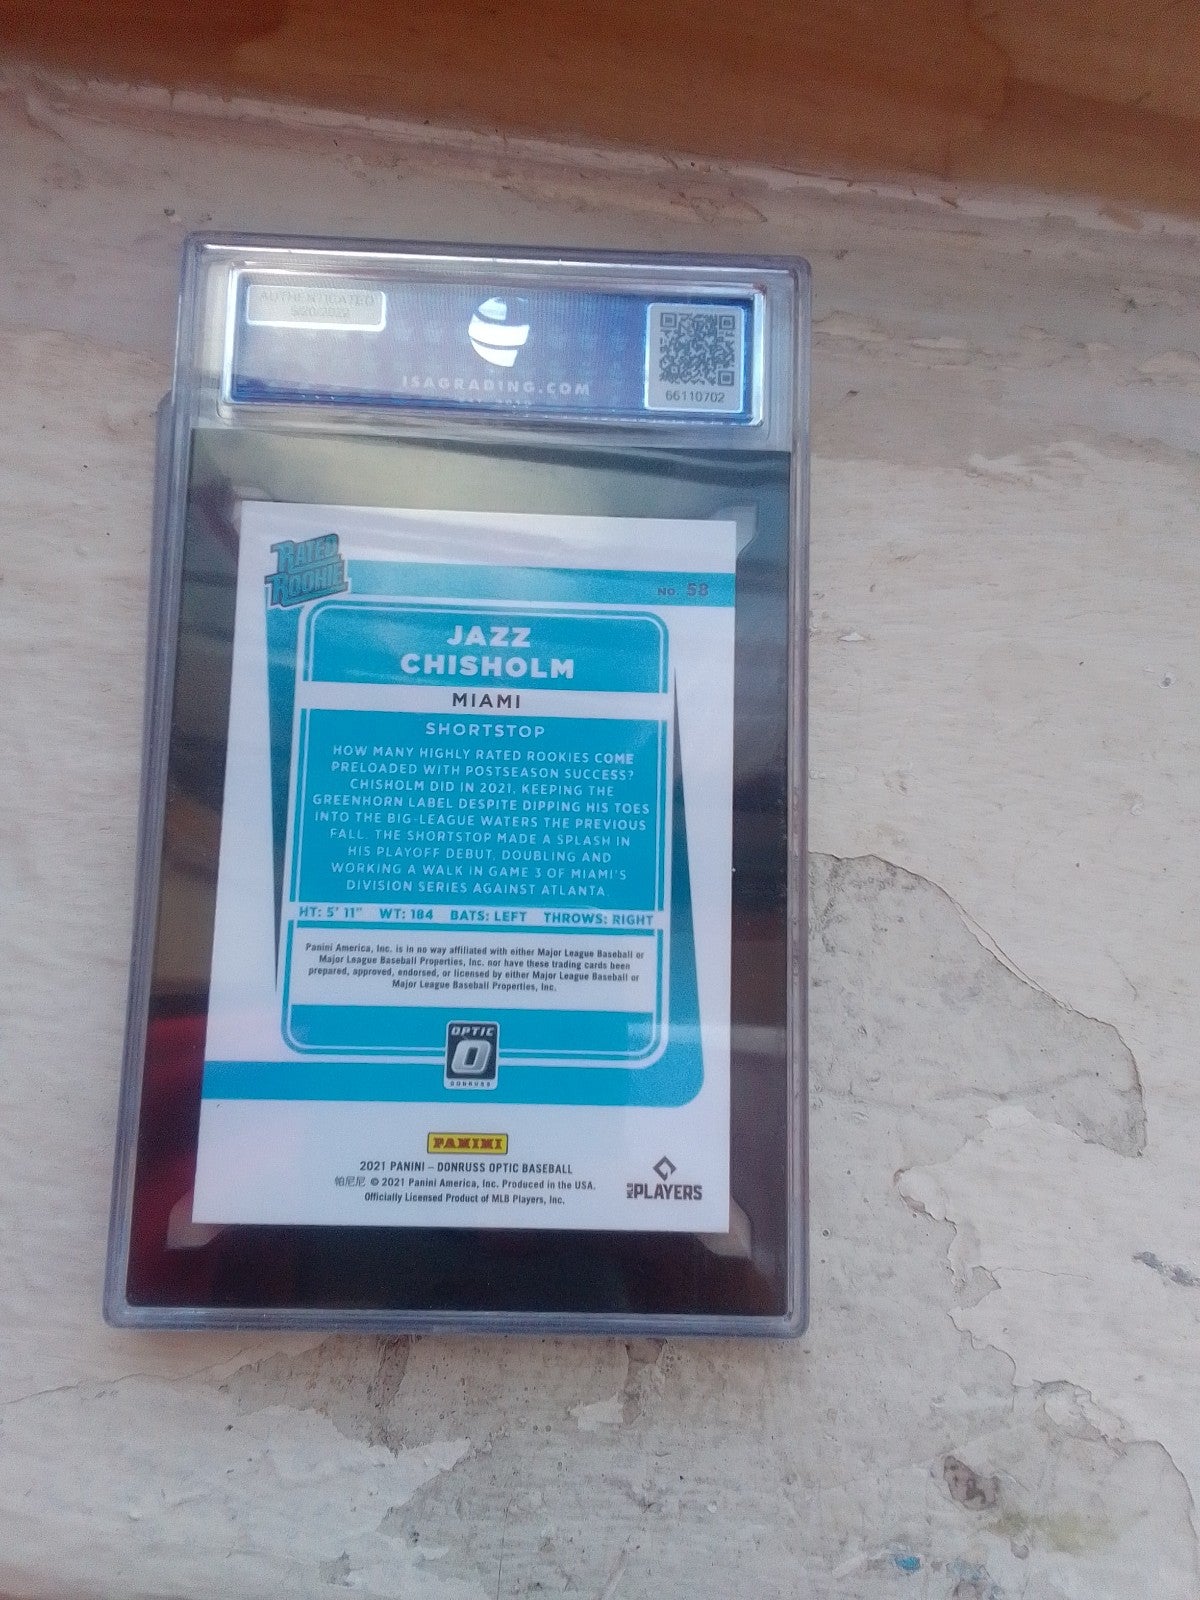 AUTHENTICATED
ISAGRADING.COM
66110702
RATED
ROOKIE
No. 58
JAZZ
CHISHOLM
MIAMI
SHORTSTOP
HOW MANY HIGHLY RATED ROOKIES COME
PRELOADED WITH POSTSEASON SUCCESS?
CHISHOLM DID IN 2021, KEEPING THE
GREENHORN LABEL DESPITE DIPPING HIS TOES
INTO THE BIG-LEAGUE WATERS THE PREVIOUS
FALL. THE SHORTSTOP MADE A SPLASH IN
HIS PLAYOFF DEBUT, DOUBLING AND
WORKING A WALK IN GAME 3 OF MIAMI'S
DIVISION SERIES AGAINST ATLANTA.
HT: 5' 11" WT: 184 BATS: LEFT THROWS: RIGHT
Panini America, Inc. is in no way affiliated with either Major League Baseball or
Major League Baseball Properties, Inc. nor have these trading cards been
prepared, approved, endorsed, or licensed by either Major League Baseball or
Major League Baseball Properties, Inc.
OPTIC
O
DONRUSS
PANINI
2021 PANINI – DONRUSS OPTIC BASEBALL
帕尼尼 © 2021 Panini America, Inc. Produced in the USA.
Officially Licensed Product of MLB Players, Inc.
MLB PLAYERS